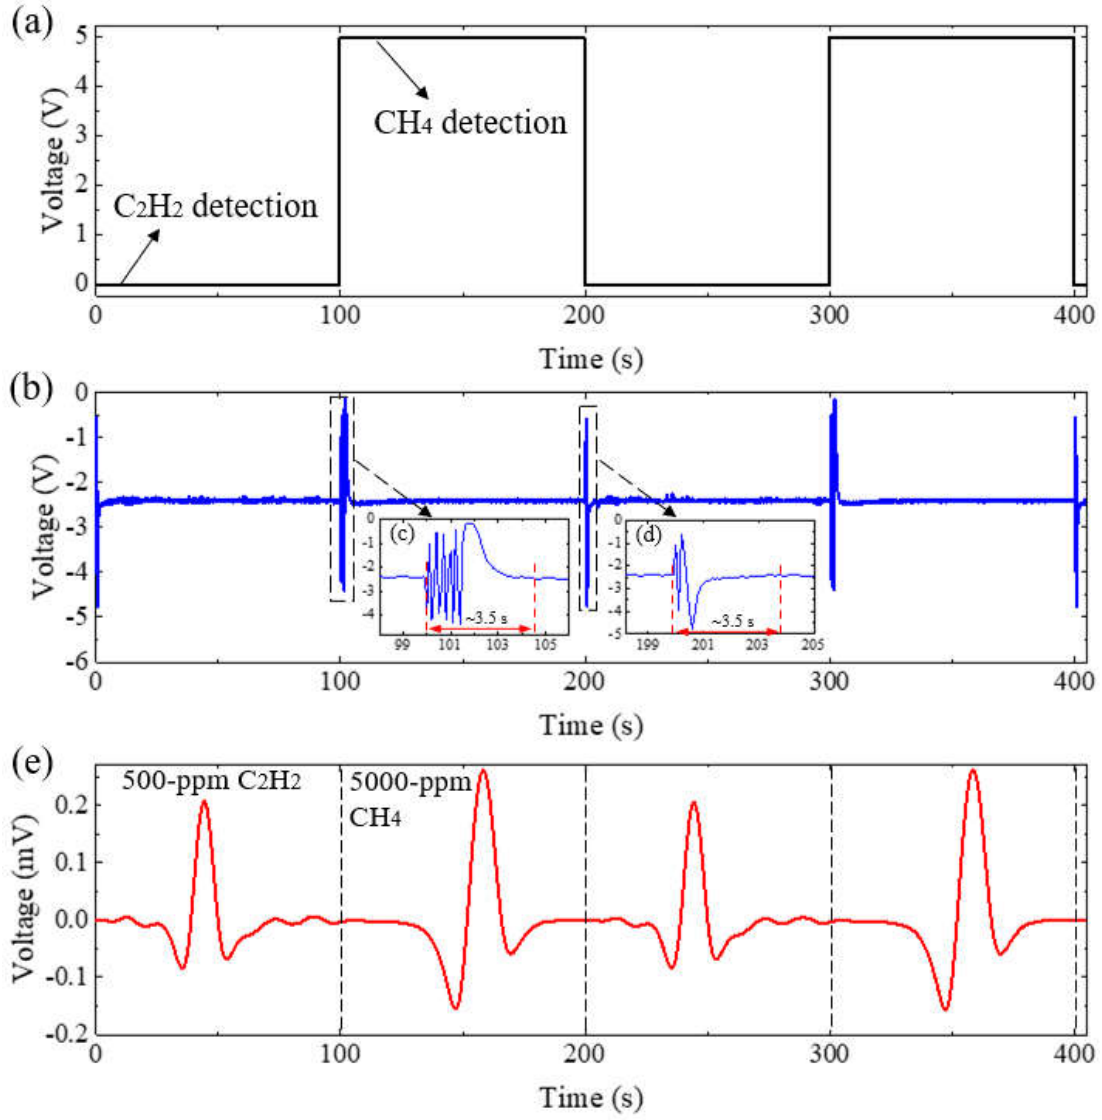 (a)
5
4
3
2
1
0
Voltage (V)
CH4 detection
C2H2 detection
0 100 200 300 400
Time (s)
(b)
0
-1
-2
-3
-4
-5
-6
Voltage (V)
(c)
0
-1
-2
-3
-4
~3.5 s
99 101 103 105
(d)
0
-1
-2
-3
-4
-5
~3.5 s
199 201 203 205
0 100 200 300 400
Time (s)
(e)
500-ppm C2H2
5000-ppm
CH4
0.2
0.1
0.0
-0.1
-0.2
Voltage (mV)
0 100 200 300 400
Time (s)